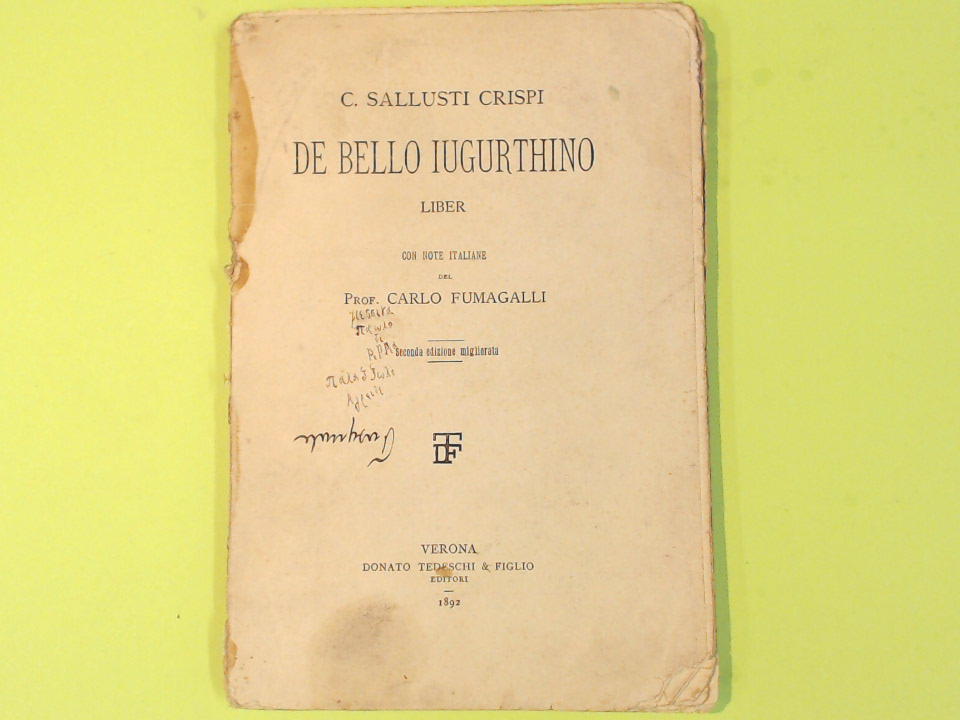 C. SALLUSTI CRISPI
DE BELLO IUGURTHINO
LIBER
CON NOTE ITALIANE
DEL
PROF. CARLO FUMAGALLI
Seconda edizione migliorata
DTF
VERONA
DONATO TEDESCHI & FIGLIO
EDITORI
1892